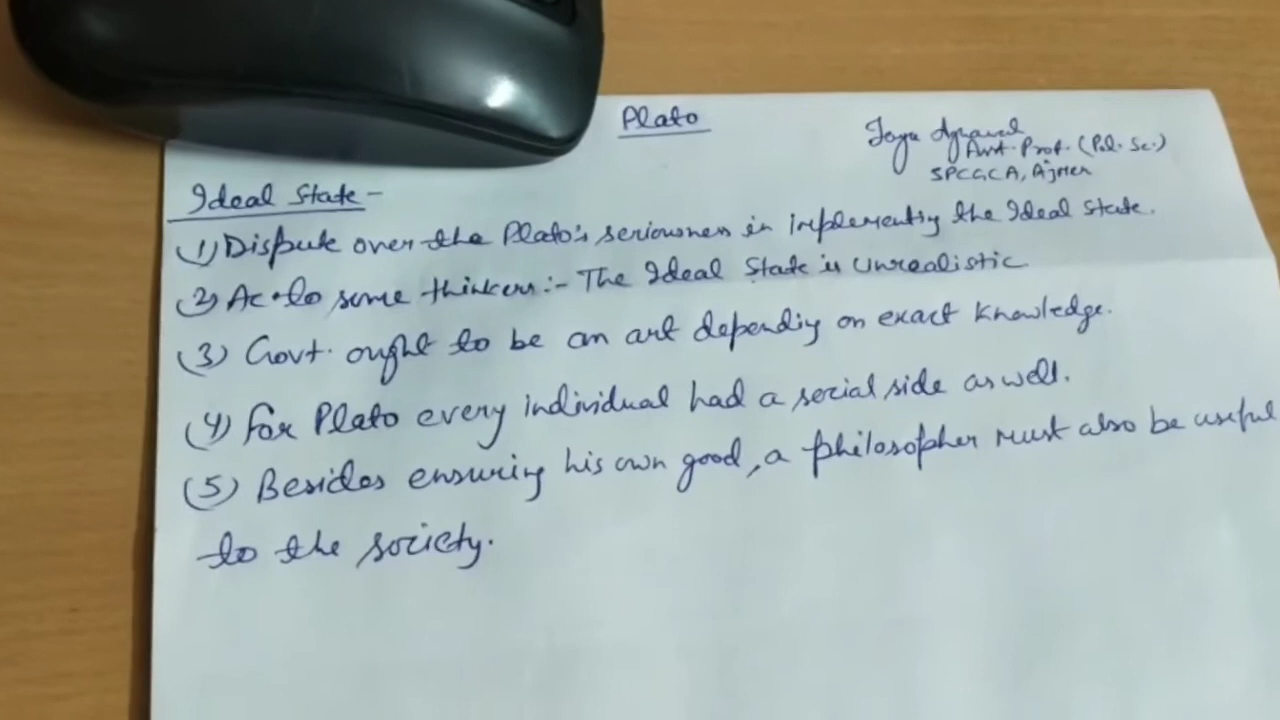 Plato
Jaya Agrawal
Asst. Prof. (Pol. Sc.)
SPCGCA, Ajmer
Ideal State -
(1) Dispute over the Plato's seriousness in implementing the Ideal State.
(2) Ac. to some thinkers :- The Ideal State is Unrealistic
(3) Govt. ought to be an art depending on exact Knowledge.
(4) For Plato every individual had a social side as well.
(5) Besides ensuring his own good, a philosopher must also be useful
to the society.